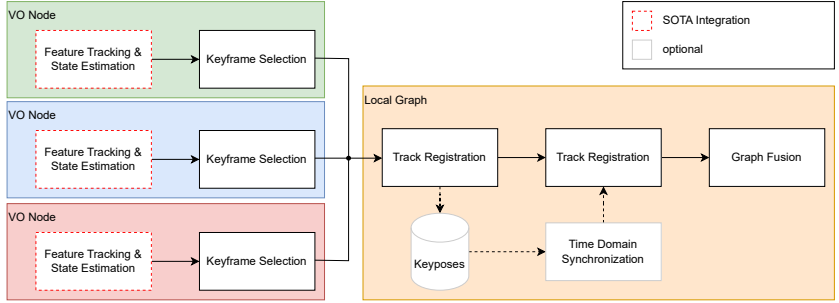 VO Node
Feature Tracking &
State Estimation
Keyframe Selection
VO Node
Feature Tracking &
State Estimation
Keyframe Selection
VO Node
Feature Tracking &
State Estimation
Keyframe Selection
SOTA Integration
optional
Local Graph
Track Registration
Track Registration
Graph Fusion
Keyposes
Time Domain
Synchronization